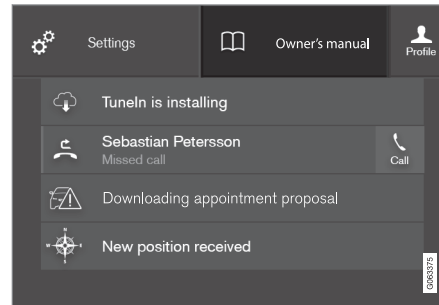 Settings
Owner's manual
Profile
TuneIn is installing
Sebastian Petersson
Missed call
Call
Downloading appointment proposal
N
W
E
S
New position received
G063375